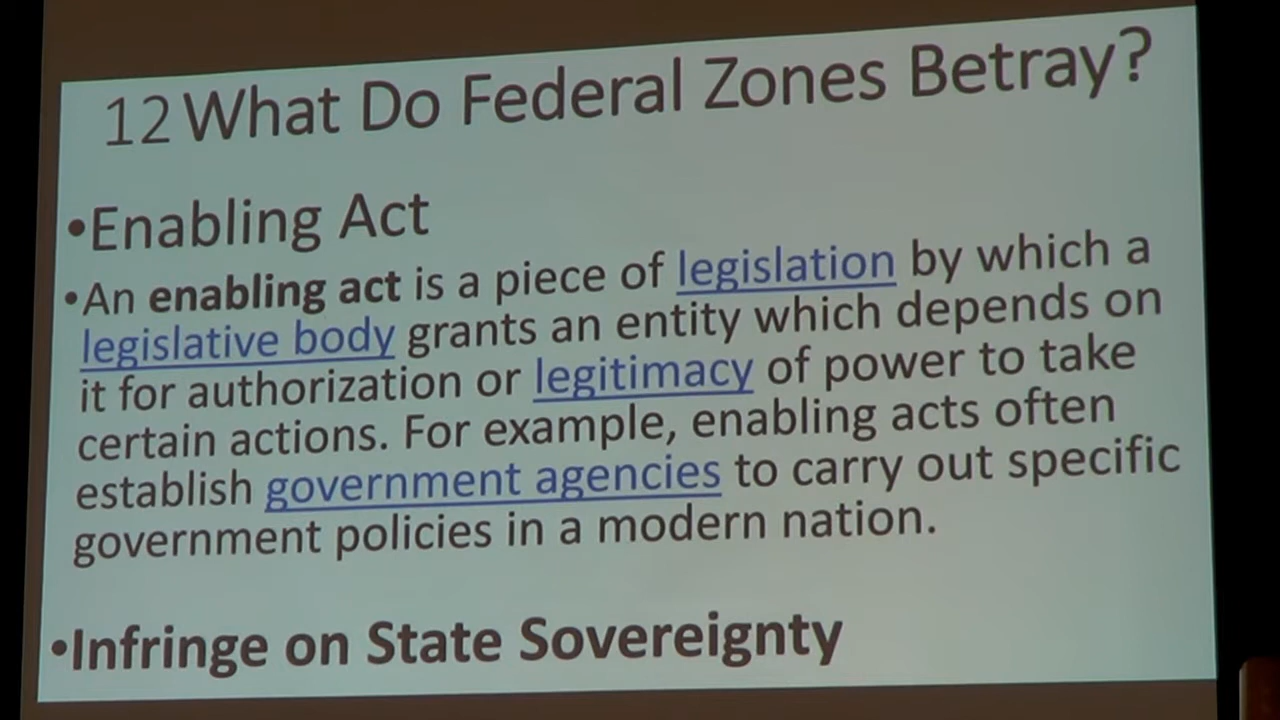 12 What Do Federal Zones Betray?
•Enabling Act
•An enabling act is a piece of legislation by which a
legislative body grants an entity which depends on
it for authorization or legitimacy of power to take
certain actions. For example, enabling acts often
establish government agencies to carry out specific
government policies in a modern nation.
•Infringe on State Sovereignty